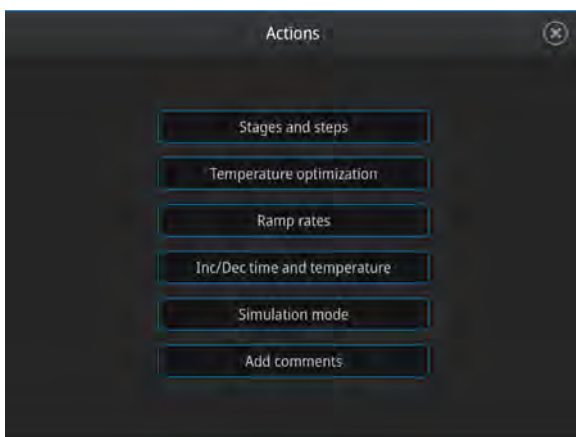 Actions
Stages and steps
Temperature optimization
Ramp rates
Inc/Dec time and temperature
Simulation mode
Add comments